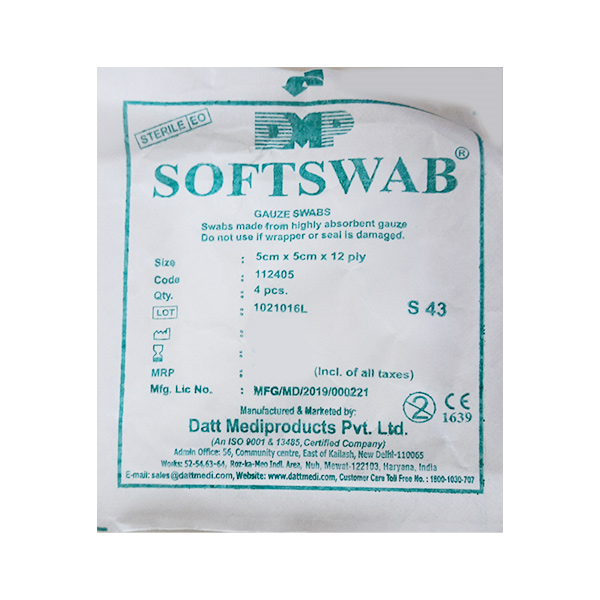 STERILE EO
DMP
SOFTSWAB®
GAUZE SWABS
Swabs made from highly absorbent gauze
Do not use if wrapper or seal is damaged.
Size : 5cm x 5cm x 12 ply
Code : 112405
Qty. : 4 pcs.
LOT : 1021016L S 43
:
:
MRP : (Incl. of all taxes)
Mfg. Lic No. : MFG/MD/2019/000221
2 CE
1639
Manufactured & Marketed by:
Datt Mediproducts Pvt. Ltd.
(An ISO 9001 & 13485, Certified Company)
Admin Office: 56, Community centre, East of Kailash, New Delhi-110065
Works: 52-54,63-64, Roz-ka-Meo Indl. Area, Nuh, Mewat-122103, Haryana, India
E-mail: sales@dattmedi.com, Website: www.dattmedi.com, Customer Care Toll Free No. : 1800-1030-707